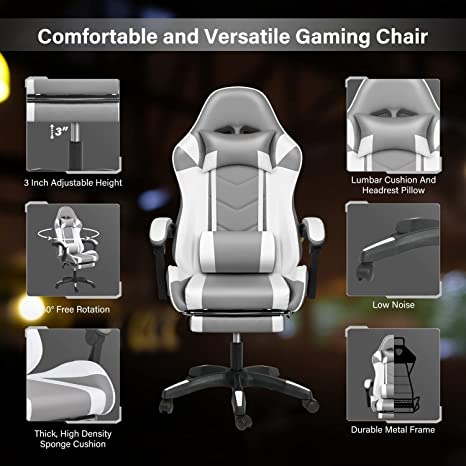 Comfortable and Versatile Gaming Chair
3"
3 Inch Adjustable Height
Lumbar Cushion And
Headrest Pillow
0° Free Rotation
Low Noise
Thick, High Density
Sponge Cushion
Durable Metal Frame